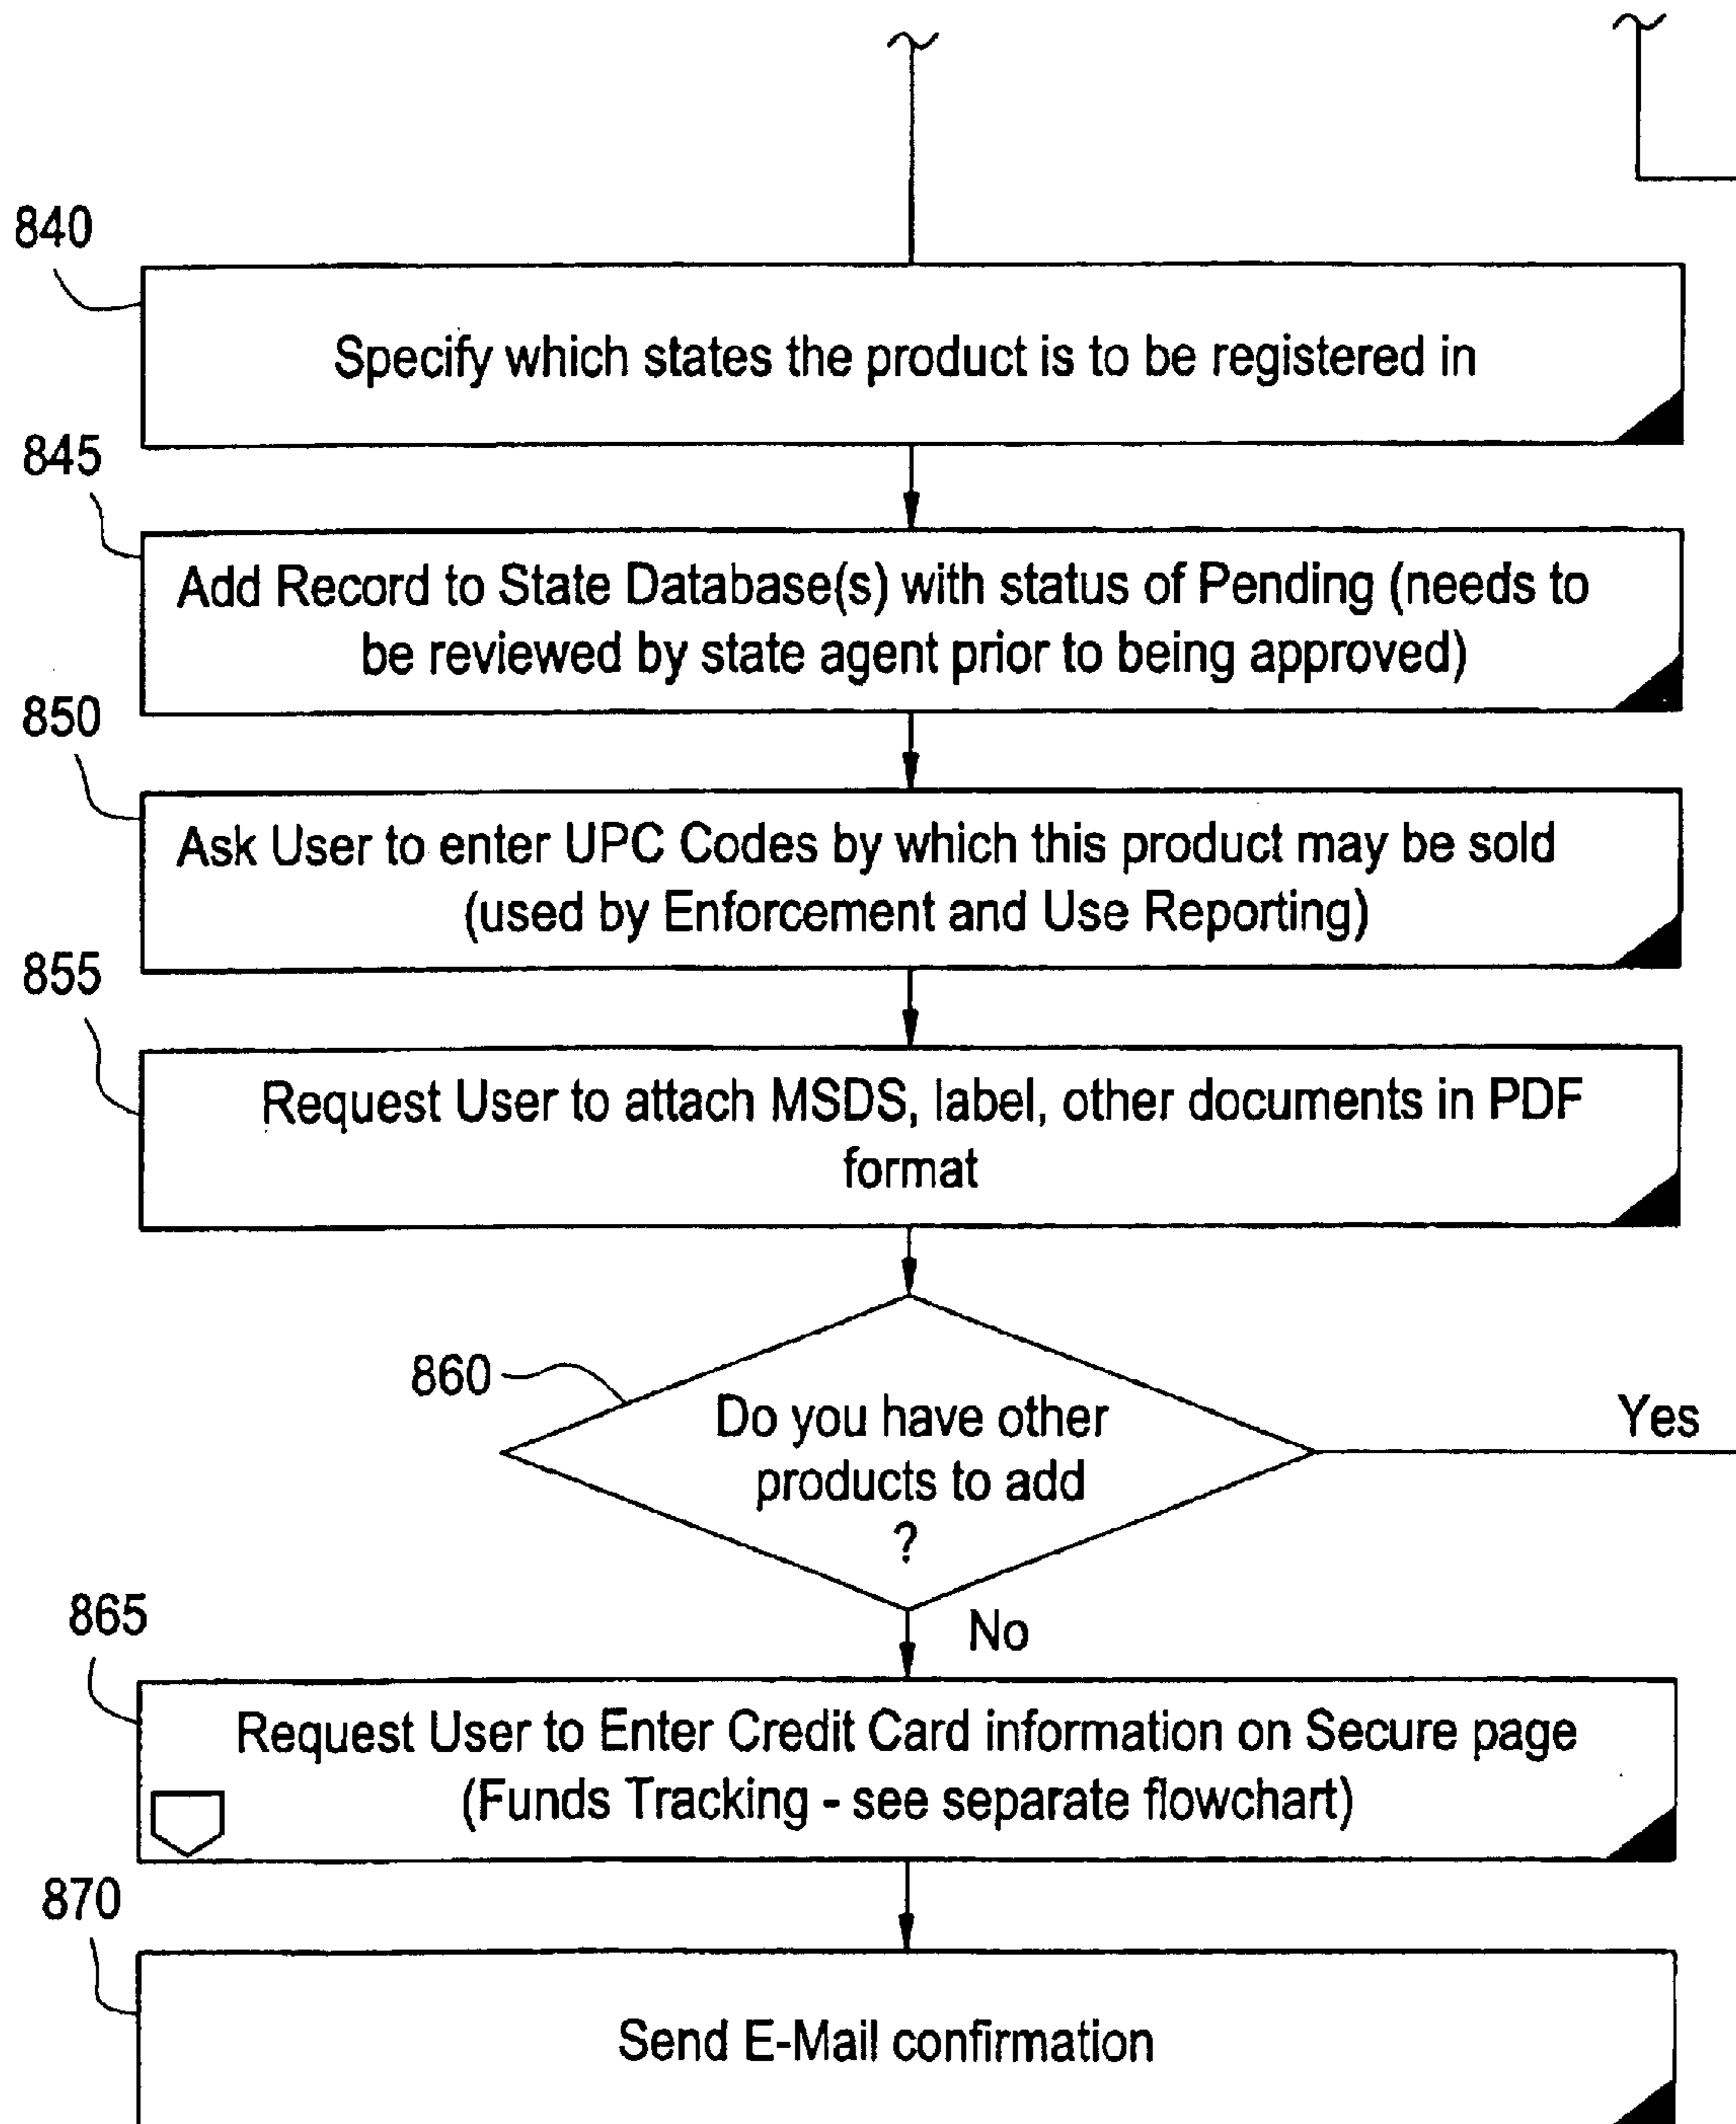 840
Specify which states the product is to be registered in
845
Add Record to State Database(s) with status of Pending (needs to
be reviewed by state agent prior to being approved)
850
Ask User to enter UPC Codes by which this product may be sold
(used by Enforcement and Use Reporting)
855
Request User to attach MSDS, label, other documents in PDF
format
860
Do you have other
products to add
?
Yes
No
865
Request User to Enter Credit Card information on Secure page
(Funds Tracking - see separate flowchart)
870
Send E-Mail confirmation